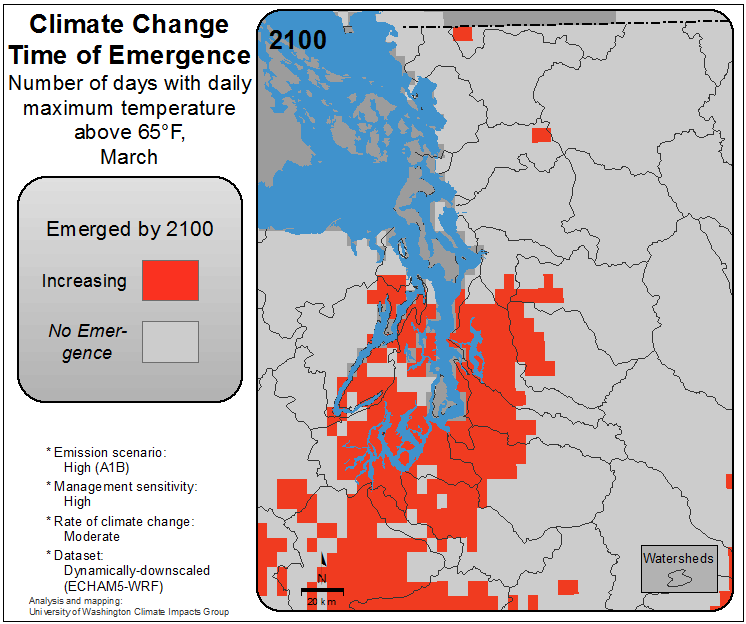 Climate Change
Time of Emergence
Number of days with daily
maximum temperature
above 65°F,
March
Emerged by 2100
Increasing
No Emer-
gence
* Emission scenario:
High (A1B)
* Management sensitivity:
High
* Rate of climate change:
Moderate
* Dataset:
Dynamically-downscaled
(ECHAM5-WRF)
Analysis and mapping:
University of Washington Climate Impacts Group
2100
N
20 km
Watersheds